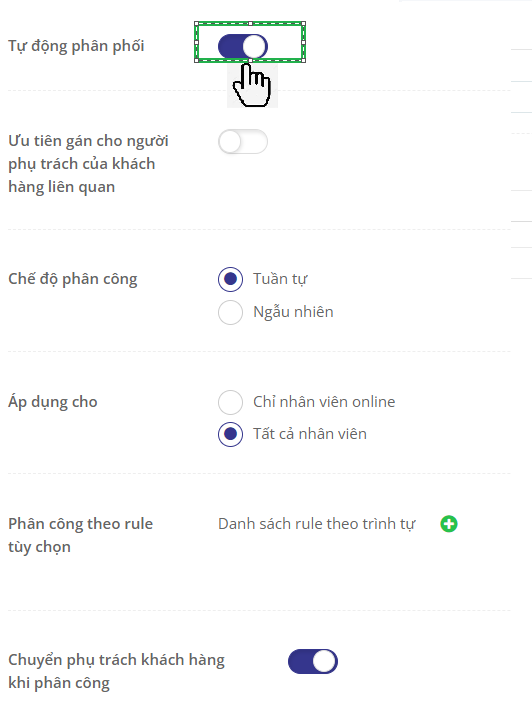 Tự động phân phối
Ưu tiên gán cho người
phụ trách của khách
hàng liên quan
Chế độ phân công
Tuần tự
Ngẫu nhiên
Áp dụng cho
Chỉ nhân viên online
Tất cả nhân viên
Phân công theo rule
tùy chọn
Danh sách rule theo trình tự
Chuyển phụ trách khách hàng
khi phân công